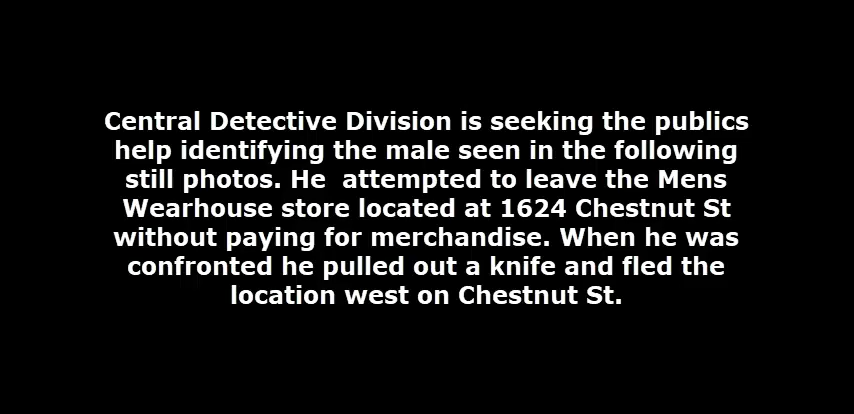 Central Detective Division is seeking the publics
help identifying the male seen in the following
still photos. He  attempted to leave the Mens
Wearhouse store located at 1624 Chestnut St
without paying for merchandise. When he was
confronted he pulled out a knife and fled the
location west on Chestnut St.